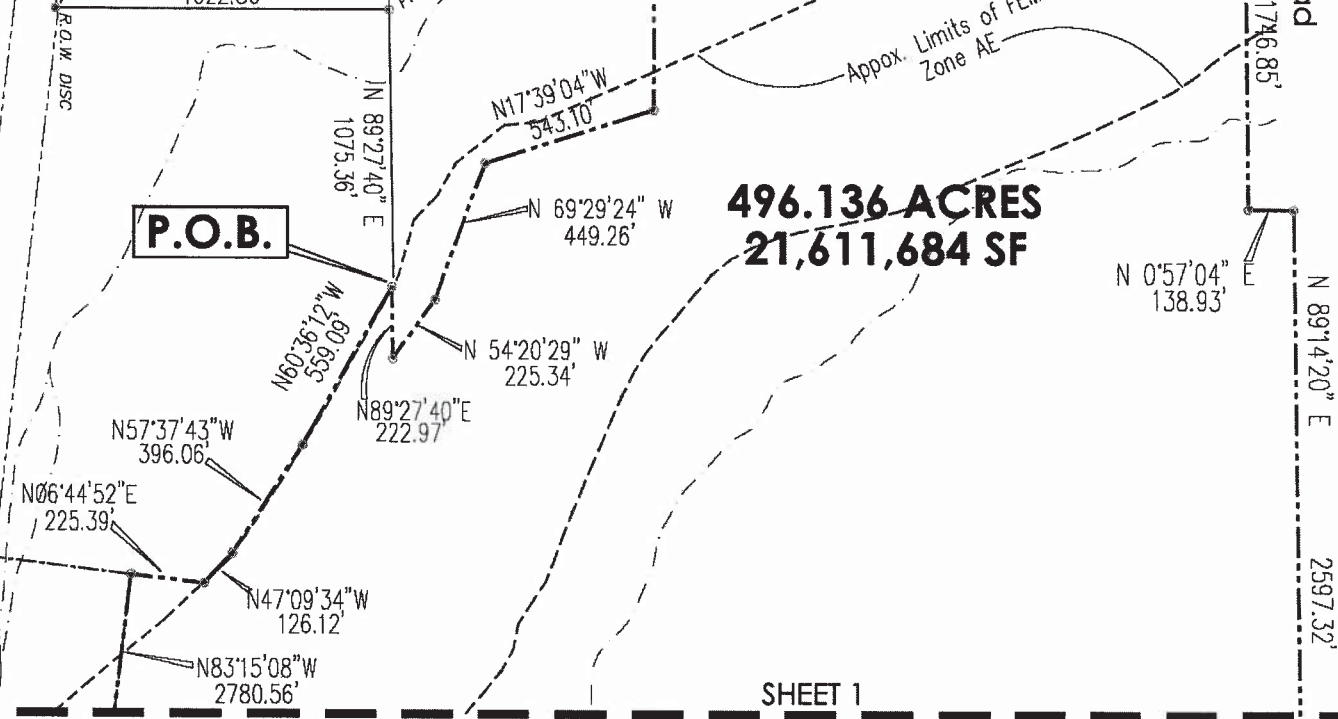 R.O.W. DISC
N 89°27'40" E
1075.36'
N17°39'04"W
543.10'
Appox. Limits of
Zone AE
1746.85'
P.O.B.
N 69°29'24" W
449.26'
496.136 ACRES
21,611,684 SF
N 0°57'04" E
138.93'
N 89°14'20" E
2597.32'
N60°36'12"W
559.09'
N 54°20'29" W
225.34'
N89°27'40"E
222.97'
N57°37'43"W
396.06'
N06°44'52"E
225.39'
N47°09'34"W
126.12'
N83°15'08"W
2780.56'
SHEET 1